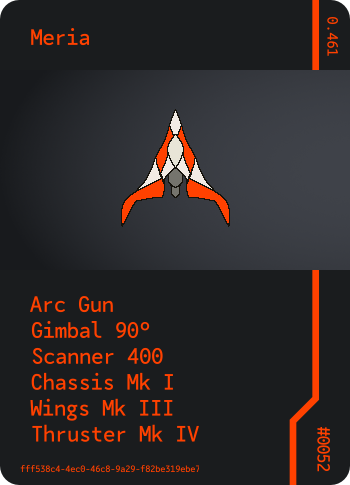 Meria
0.461
Arc Gun
Gimbal 90°
Scanner 400
Chassis Mk I
Wings Mk III
Thruster Mk IV
#0052
fff538c4-4ec0-46c8-9a29-f82be319ebe7